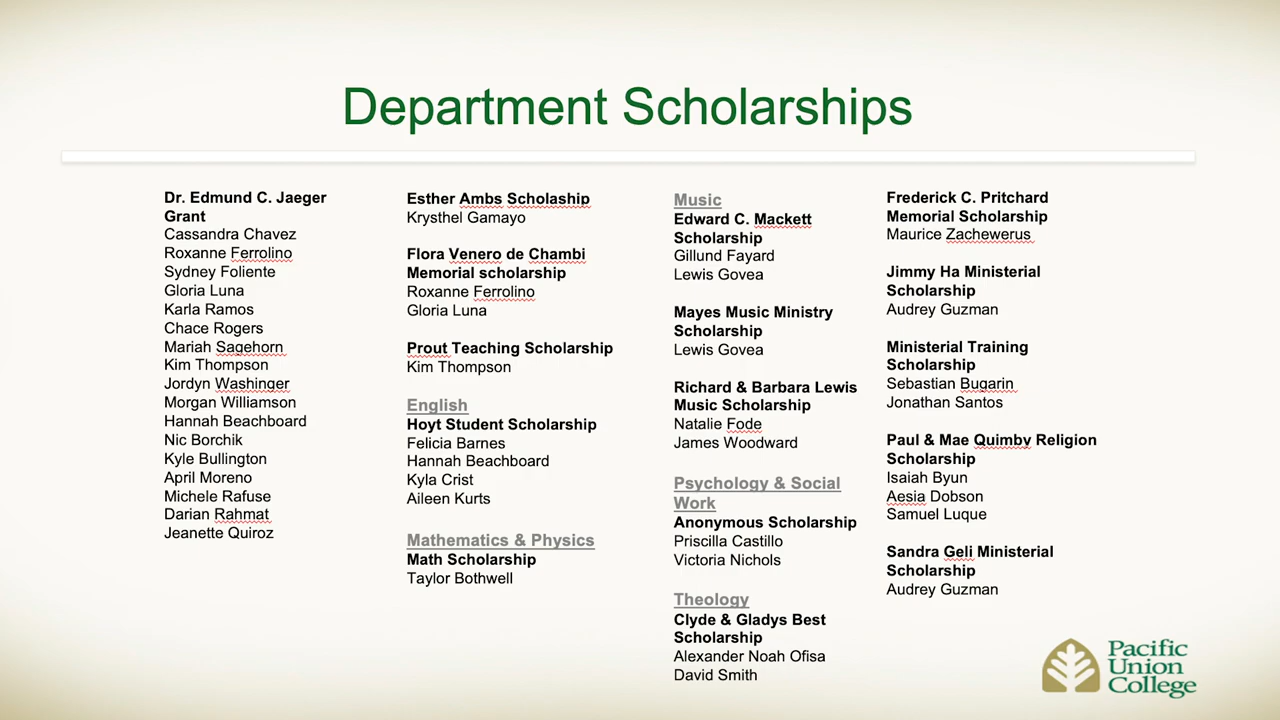 Department Scholarships
Dr. Edmund C. Jaeger
Grant
Cassandra Chavez
Roxanne Ferrolino
Sydney Foliente
Gloria Luna
Karla Ramos
Chace Rogers
Mariah Sagehorn
Kim Thompson
Jordyn Washinger
Morgan Williamson
Hannah Beachboard
Nic Borchik
Kyle Bullington
April Moreno
Michele Rafuse
Darian Rahmat
Jeanette Quiroz
Esther Ambs Scholaship
Krysthel Gamayo
Flora Venero de Chambi
Memorial scholarship
Roxanne Ferrolino
Gloria Luna
Prout Teaching Scholarship
Kim Thompson
English
Hoyt Student Scholarship
Felicia Barnes
Hannah Beachboard
Kyla Crist
Aileen Kurts
Mathematics & Physics
Math Scholarship
Taylor Bothwell
Music
Edward C. Mackett
Scholarship
Gillund Fayard
Lewis Govea
Mayes Music Ministry
Scholarship
Lewis Govea
Richard & Barbara Lewis
Music Scholarship
Natalie Fode
James Woodward
Psychology & Social
Work
Anonymous Scholarship
Priscilla Castillo
Victoria Nichols
Theology
Clyde & Gladys Best
Scholarship
Alexander Noah Ofisa
David Smith
Frederick C. Pritchard
Memorial Scholarship
Maurice Zachewerus
Jimmy Ha Ministerial
Scholarship
Audrey Guzman
Ministerial Training
Scholarship
Sebastian Bugarin
Jonathan Santos
Paul & Mae Quimby Religion
Scholarship
Isaiah Byun
Aesia Dobson
Samuel Luque
Sandra Geli Ministerial
Scholarship
Audrey Guzman
Pacific
Union
College